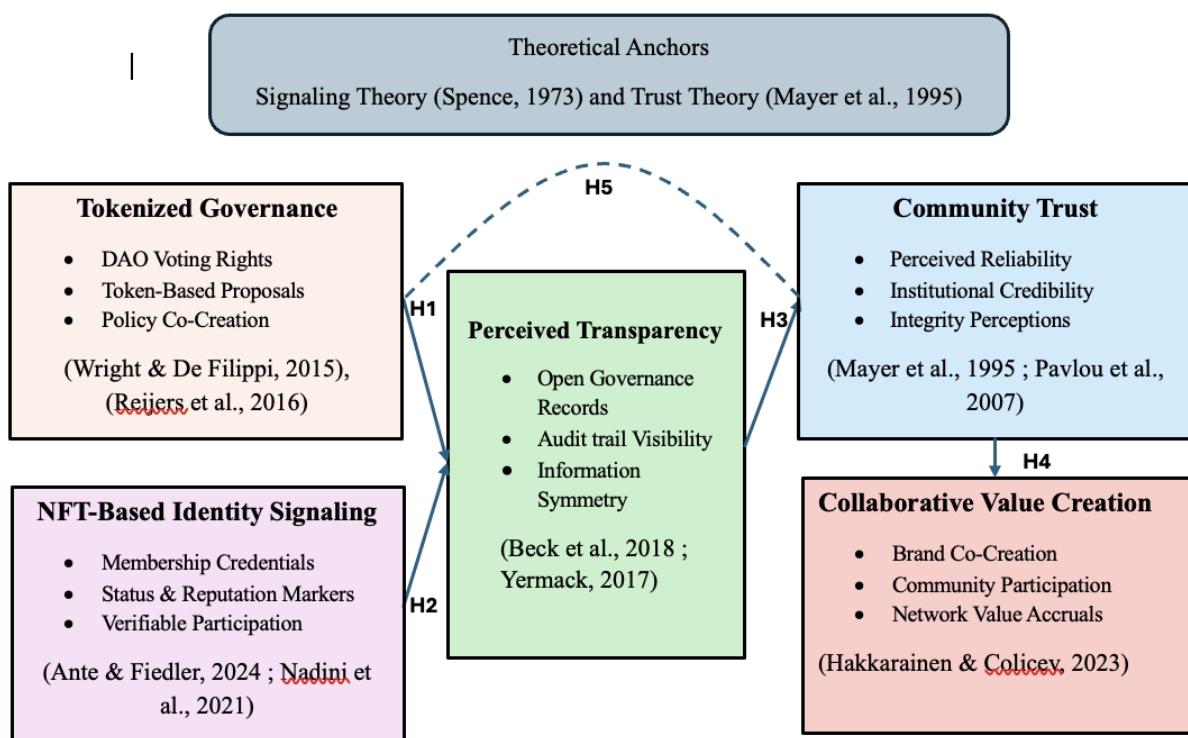 Theoretical Anchors
Signaling Theory (Spence, 1973) and Trust Theory (Mayer et al., 1995)
H5
Tokenized Governance
• DAO Voting Rights
• Token-Based Proposals
• Policy Co-Creation
(Wright & De Filippi, 2015),
(Reijers et al., 2016)
H1
NFT-Based Identity Signaling
• Membership Credentials
• Status & Reputation Markers
• Verifiable Participation
(Ante & Fiedler, 2024 ; Nadini et
al., 2021)
H2
Perceived Transparency
• Open Governance
Records
• Audit trail Visibility
• Information
Symmetry
(Beck et al., 2018 ;
Yermack, 2017)
H3
Community Trust
• Perceived Reliability
• Institutional Credibility
• Integrity Perceptions
(Mayer et al., 1995 ; Pavlou et al.,
2007)
H4
Collaborative Value Creation
• Brand Co-Creation
• Community Participation
• Network Value Accruals
(Hakkarainen & Colicev, 2023)